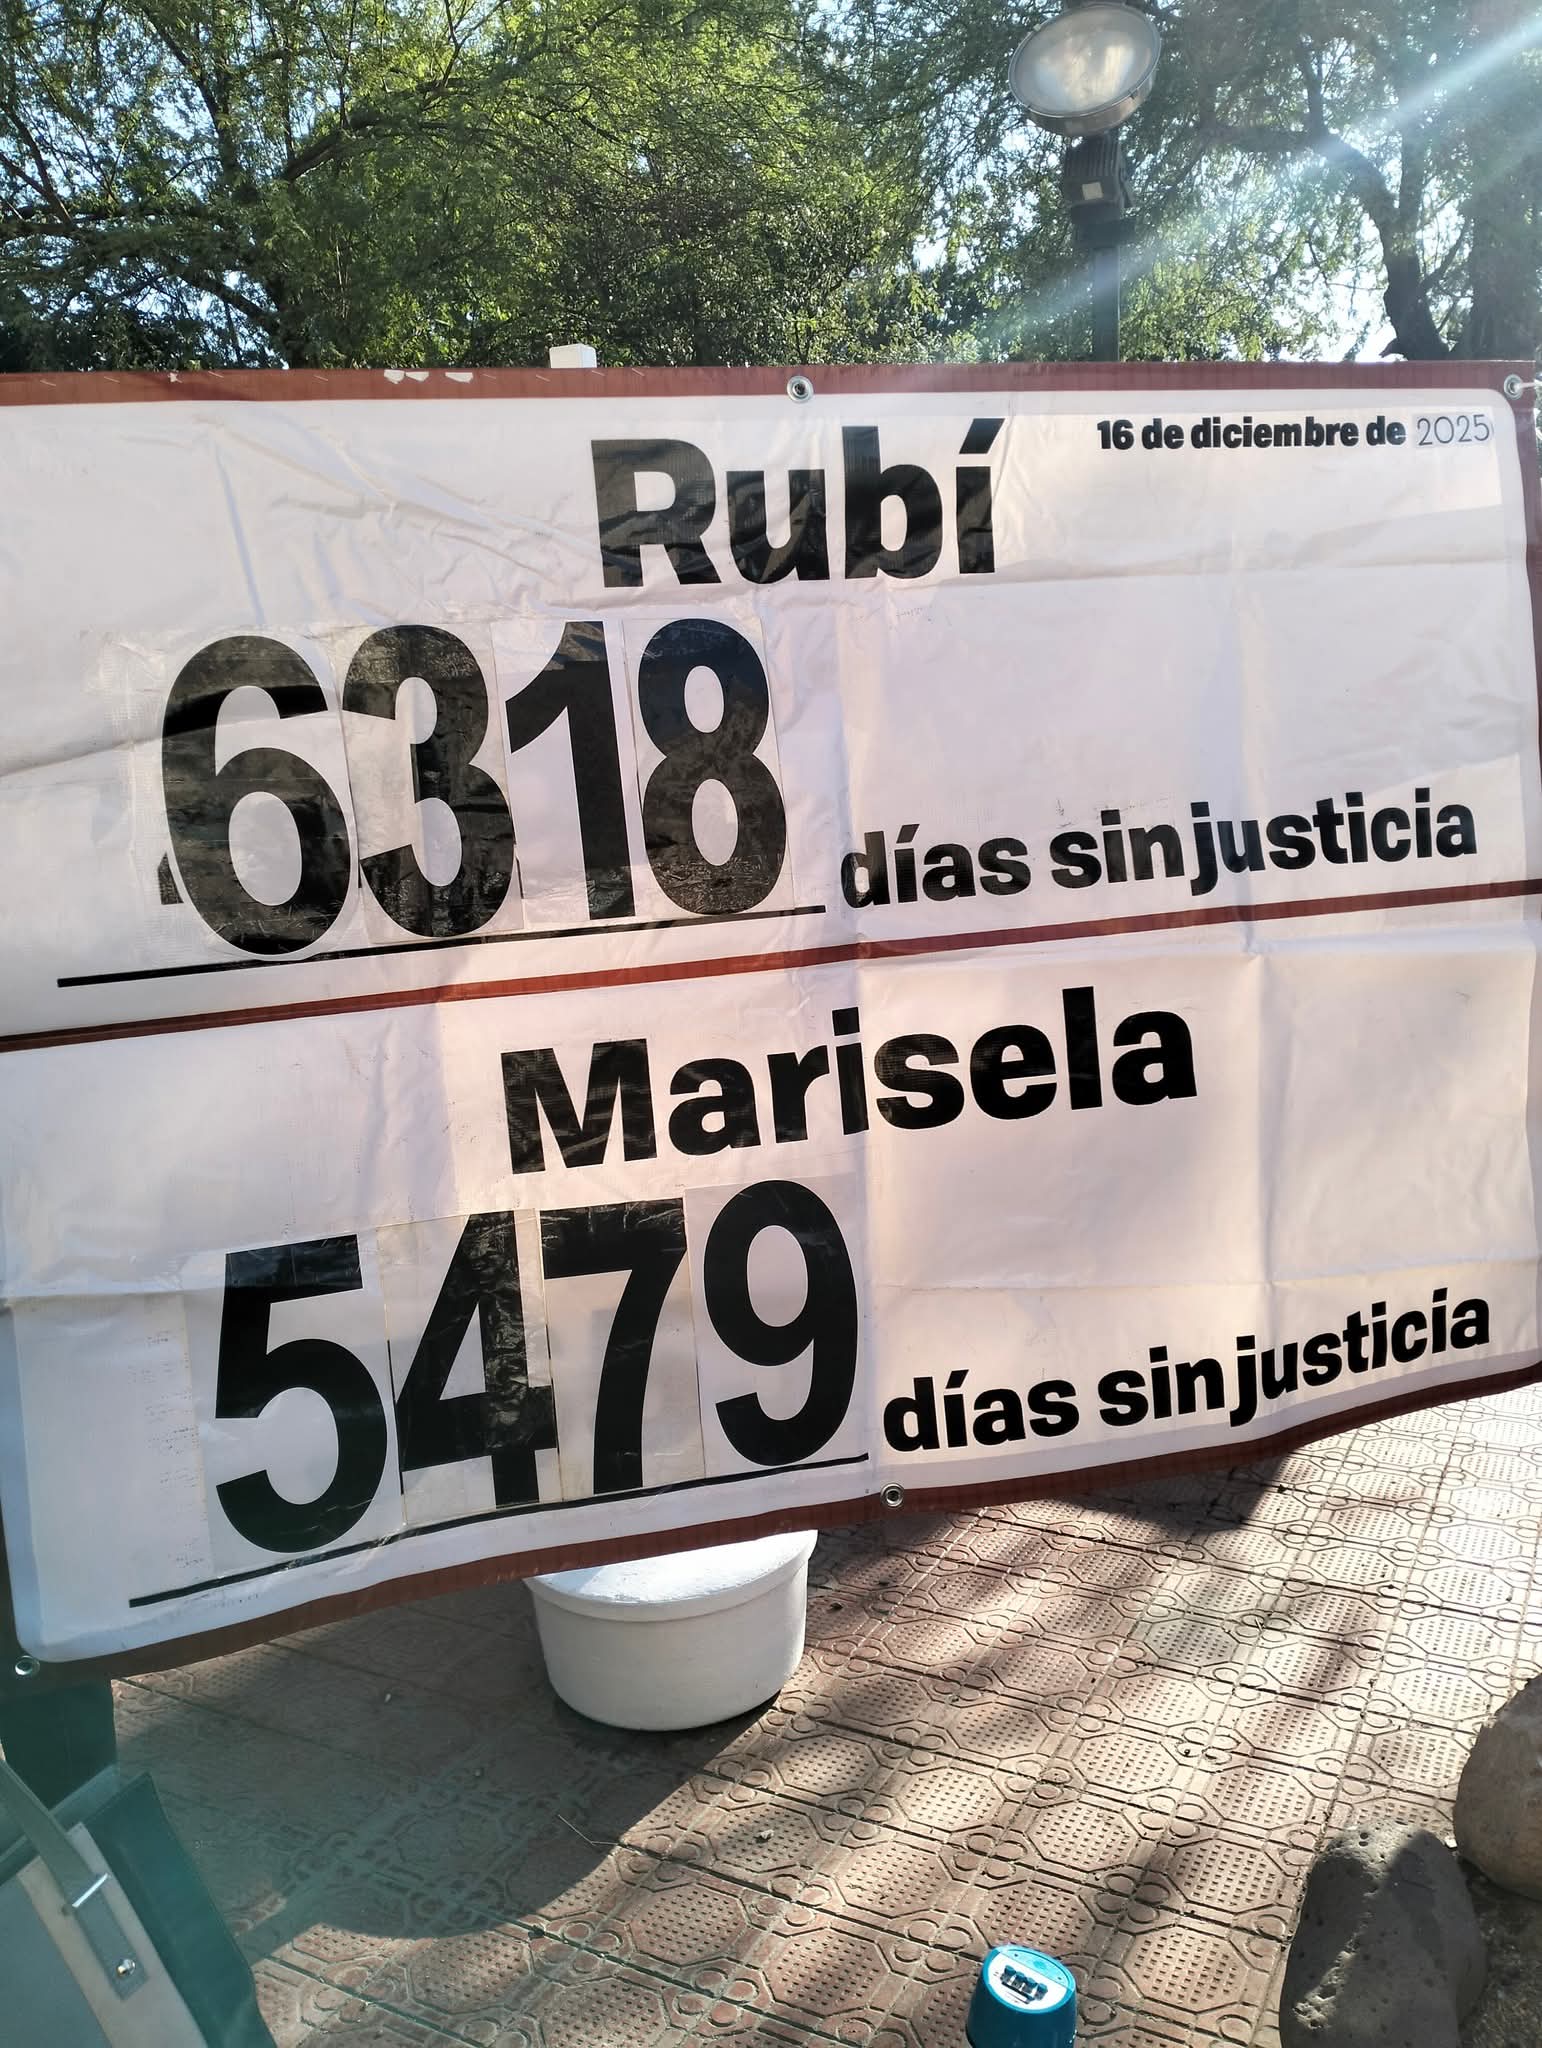 16 de diciembre de 2025
Rubí
6318 días sin justicia
Marisela
5479 días sin justicia